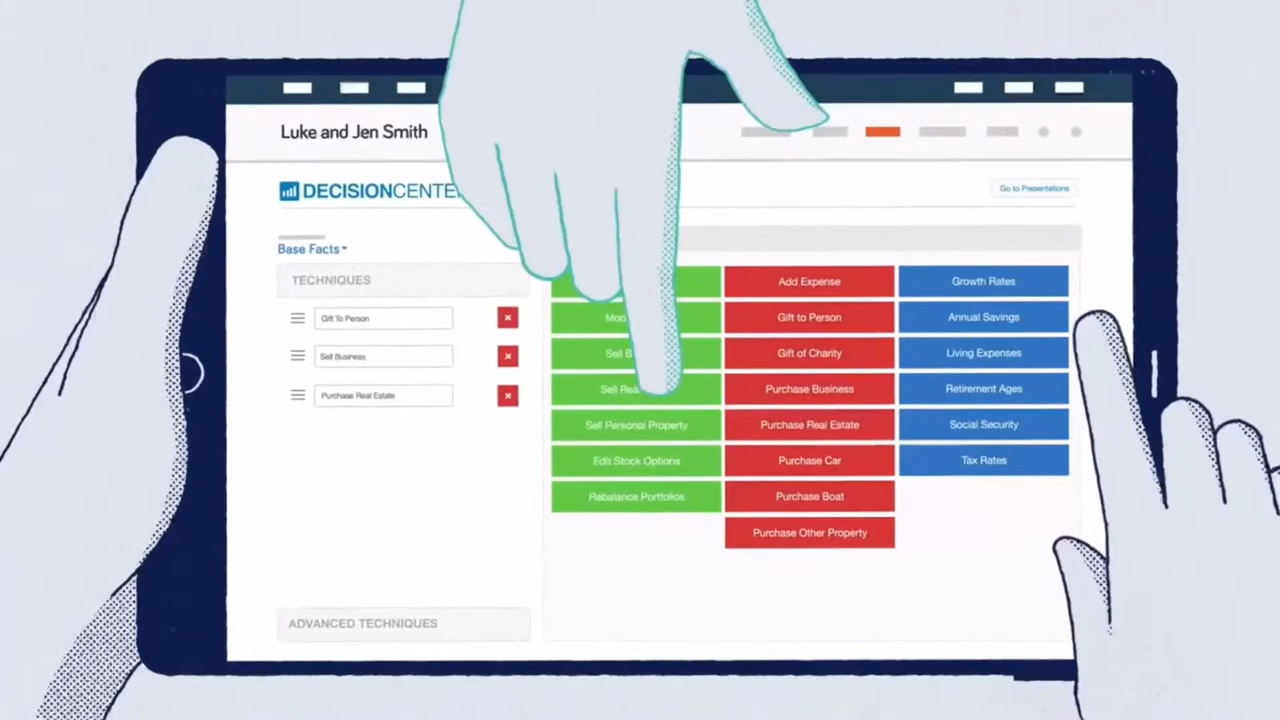 Luke and Jen Smith
DECISIONCENTE
Go to Presentations
Base Facts
TECHNIQUES
Gift To Person
Sell Business
Purchase Real Estate
ADVANCED TECHNIQUES
Sell
Sell Personal Property
Edit Stock Options
Rebalance Portfolios
Add Expense
Gift to Person
Gift of Charity
Purchase Business
Purchase Real Estate
Purchase Car
Purchase Boat
Purchase Other Property
Growth Rates
Annual Savings
Living Expenses
Retirement Ages
Social Security
Tax Rates